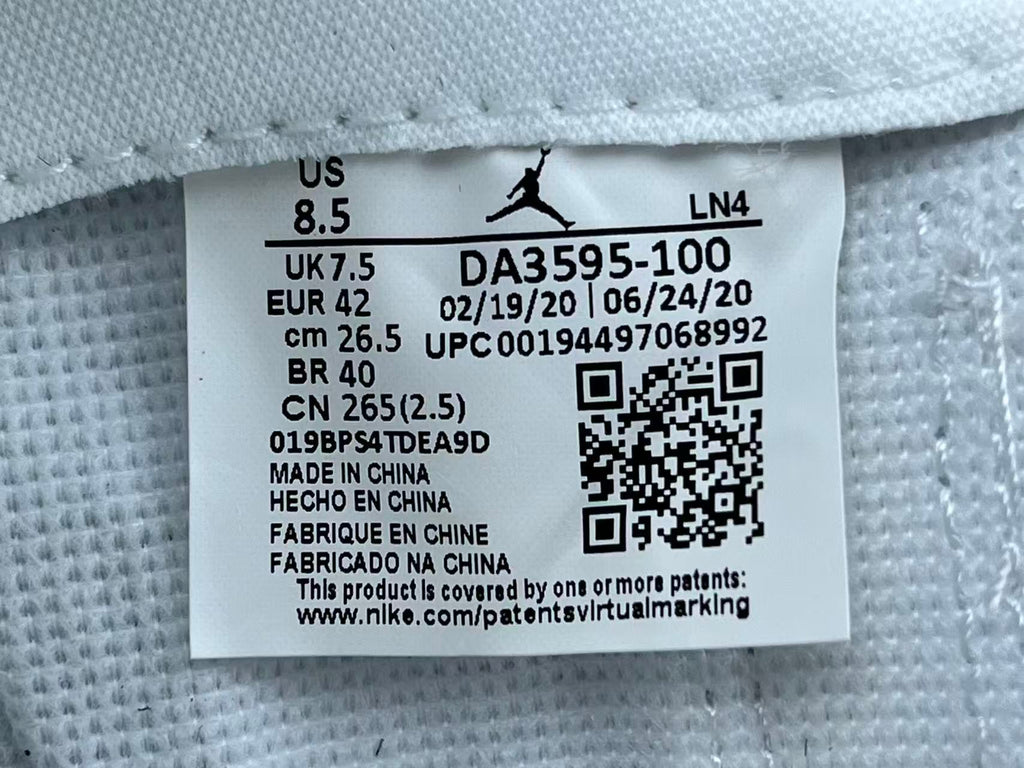 US
8.5
LN4
UK 7.5
DA3595-100
EUR 42
02/19/20 | 06/24/20
cm 26.5
UPC00194497068992
BR 40
CN 265(2.5)
019BPS4TDEA9D
MADE IN CHINA
HECHO EN CHINA
FABRIQUE EN CHINE
FABRICADO NA CHINA
This product is covered by one or more patents:
www.nike.com/patentsvirtualmarking